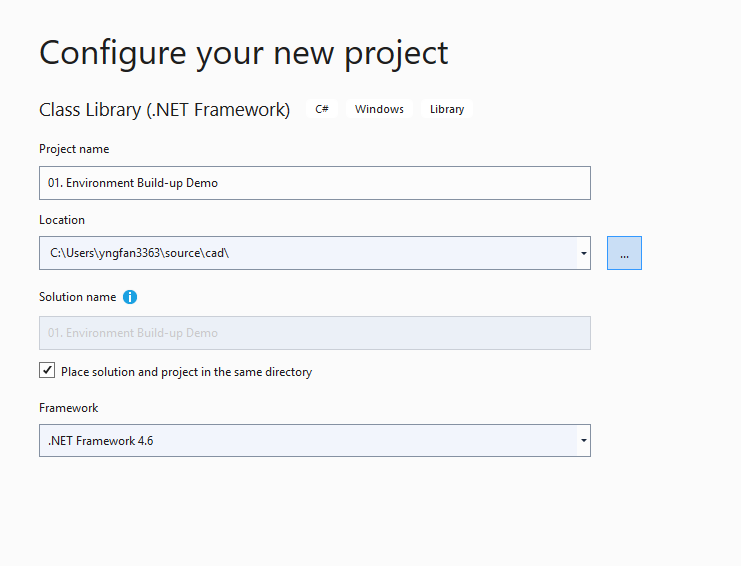 Configure your new project
Class Library (.NET Framework) C# Windows Library
Project name
01. Environment Build-up Demo
Location
C:\Users\yngfan3363\source\cad\
...
Solution name
01. Environment Build-up Demo
Place solution and project in the same directory
Framework
.NET Framework 4.6